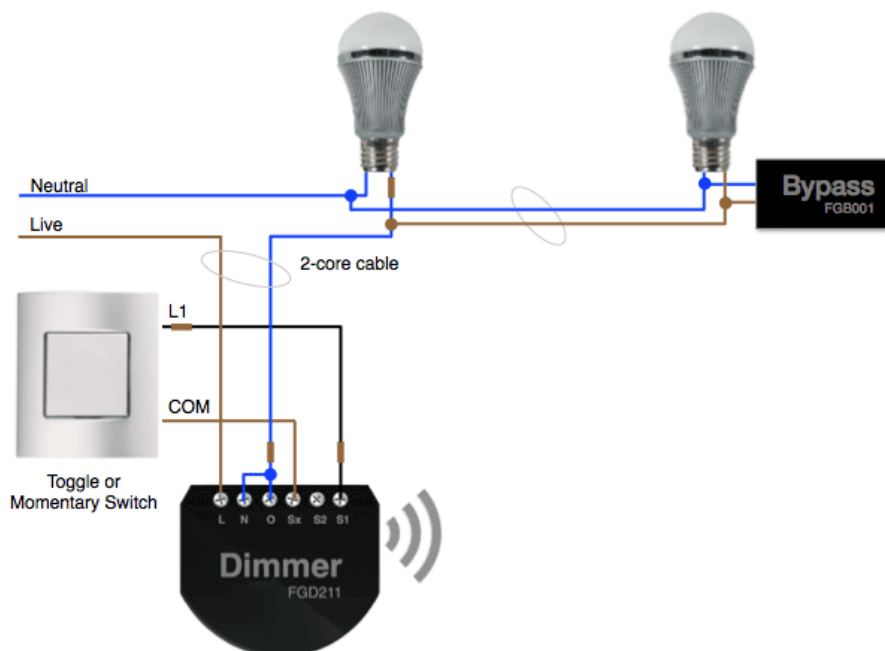 Neutral
Bypass
FGB001
Live
2-core cable
L1
COM
Toggle or
Momentary Switch
L N O Sx S2 S1
Dimmer
FGD211